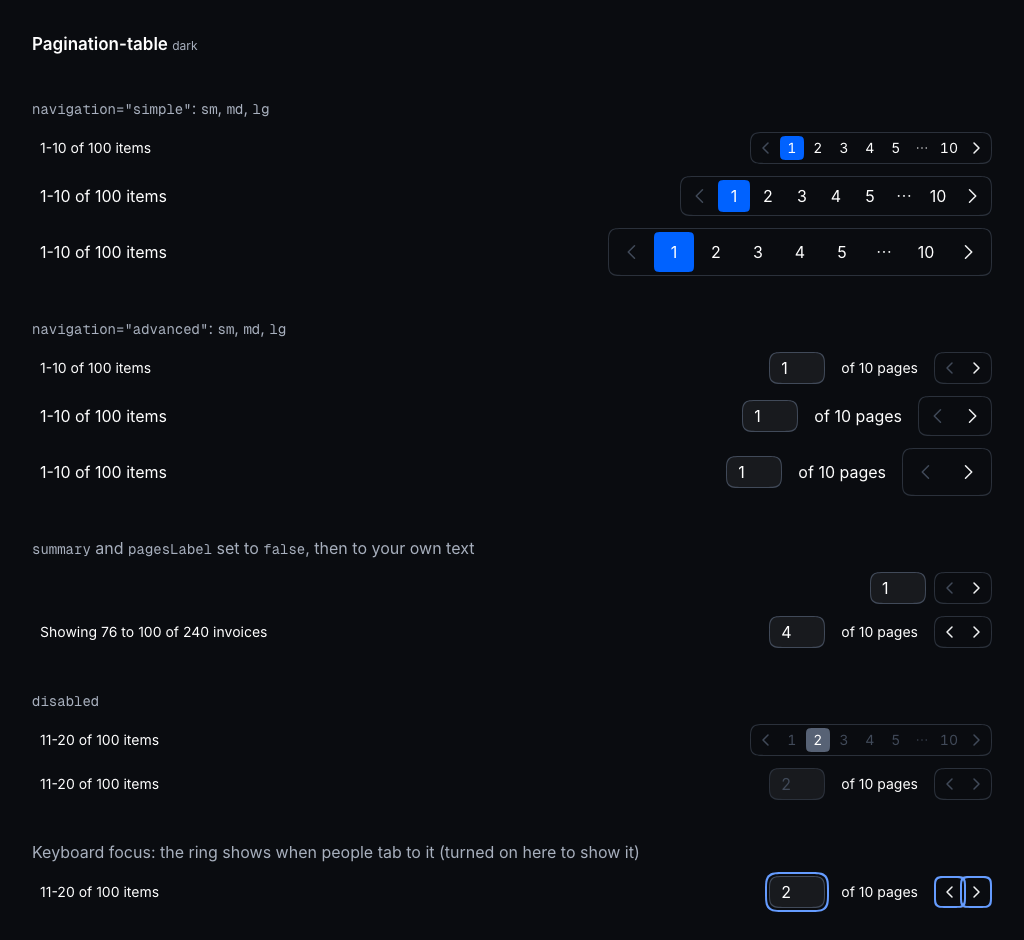 Pagination-table dark
navigation="simple": sm, md, lg
1-10 of 100 items 1 2 3 4 5 ... 10
1-10 of 100 items 1 2 3 4 5 ... 10
1-10 of 100 items 1 2 3 4 5 ... 10
navigation="advanced": sm, md, lg
1-10 of 100 items 1 of 10 pages
1-10 of 100 items 1 of 10 pages
1-10 of 100 items 1 of 10 pages
summary and pagesLabel set to false, then to your own text
1
Showing 76 to 100 of 240 invoices 4 of 10 pages
disabled
11-20 of 100 items 1 2 3 4 5 ... 10
11-20 of 100 items 2 of 10 pages
Keyboard focus: the ring shows when people tab to it (turned on here to show it)
11-20 of 100 items 2 of 10 pages